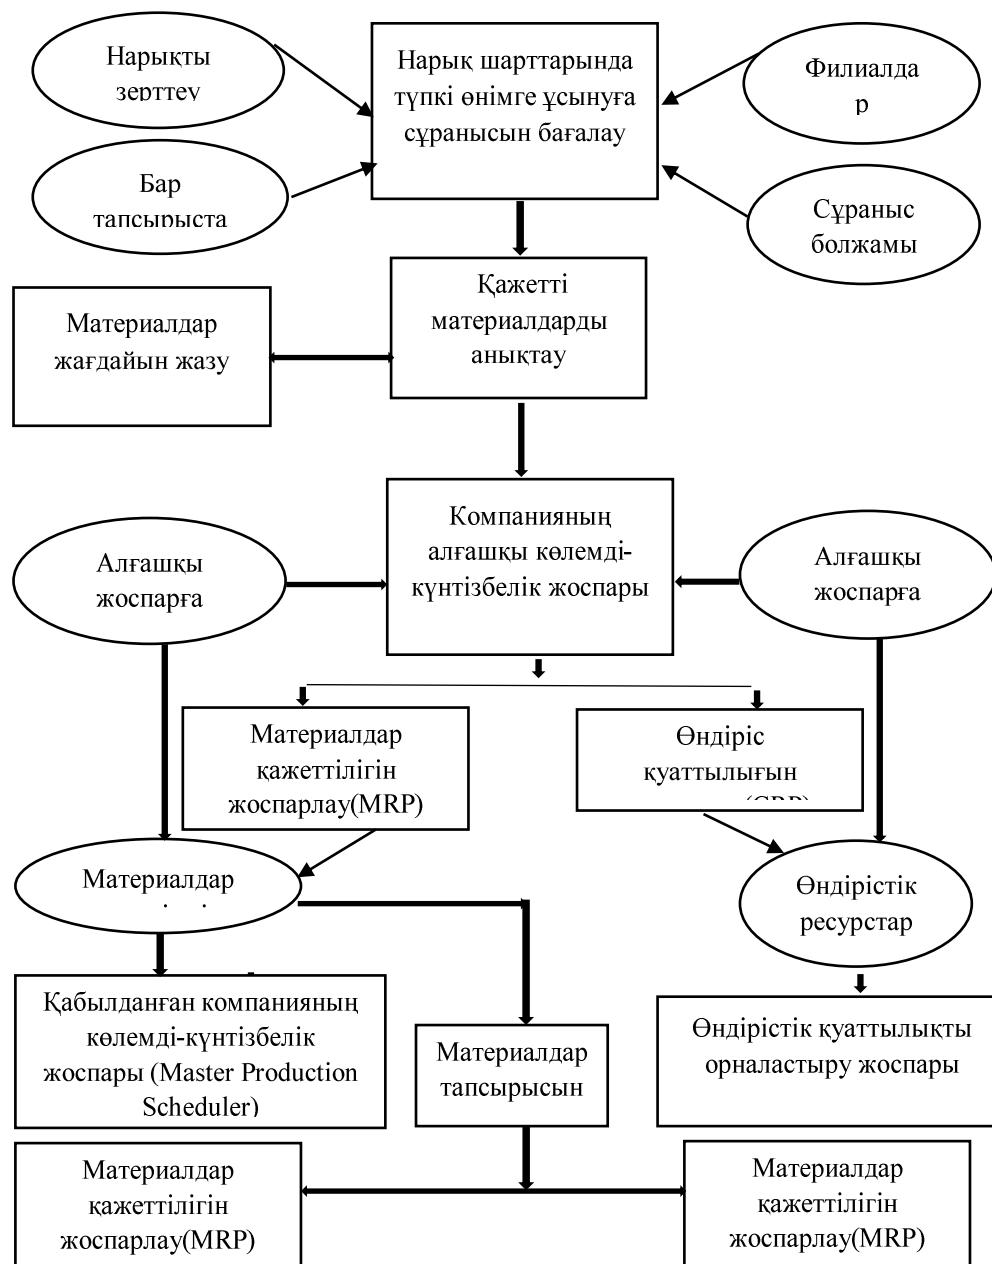 Нарықты
зерттеу
Нарық шарттарында
түпкі өнімге ұсынуға
сұранысын бағалау
Филиалда
р
Бар
тапсырыста
Сұраныс
болжамы
Қажетті
материалдарды
анықтау
Материалдар
жағдайын жазу
Компанияның
алғашқы көлемді-
күнтізбелік жоспары
Алғашқы
жоспарға
Алғашқы
жоспарға
Материалдар
қажеттілігін
жоспарлау(MRP)
Өндіріс
қуаттылығын
(CRP)
Материалдар
Өндірістік
ресурстар
Қабылданған компанияның
көлемді-күнтізбелік
жоспары (Master Production
Scheduler)
Материалдар
тапсырысын
Өндірістік қуаттылықты
орналастыру жоспары
Материалдар
қажеттілігін
жоспарлау(MRP)
Материалдар
қажеттілігін
жоспарлау(MRP)